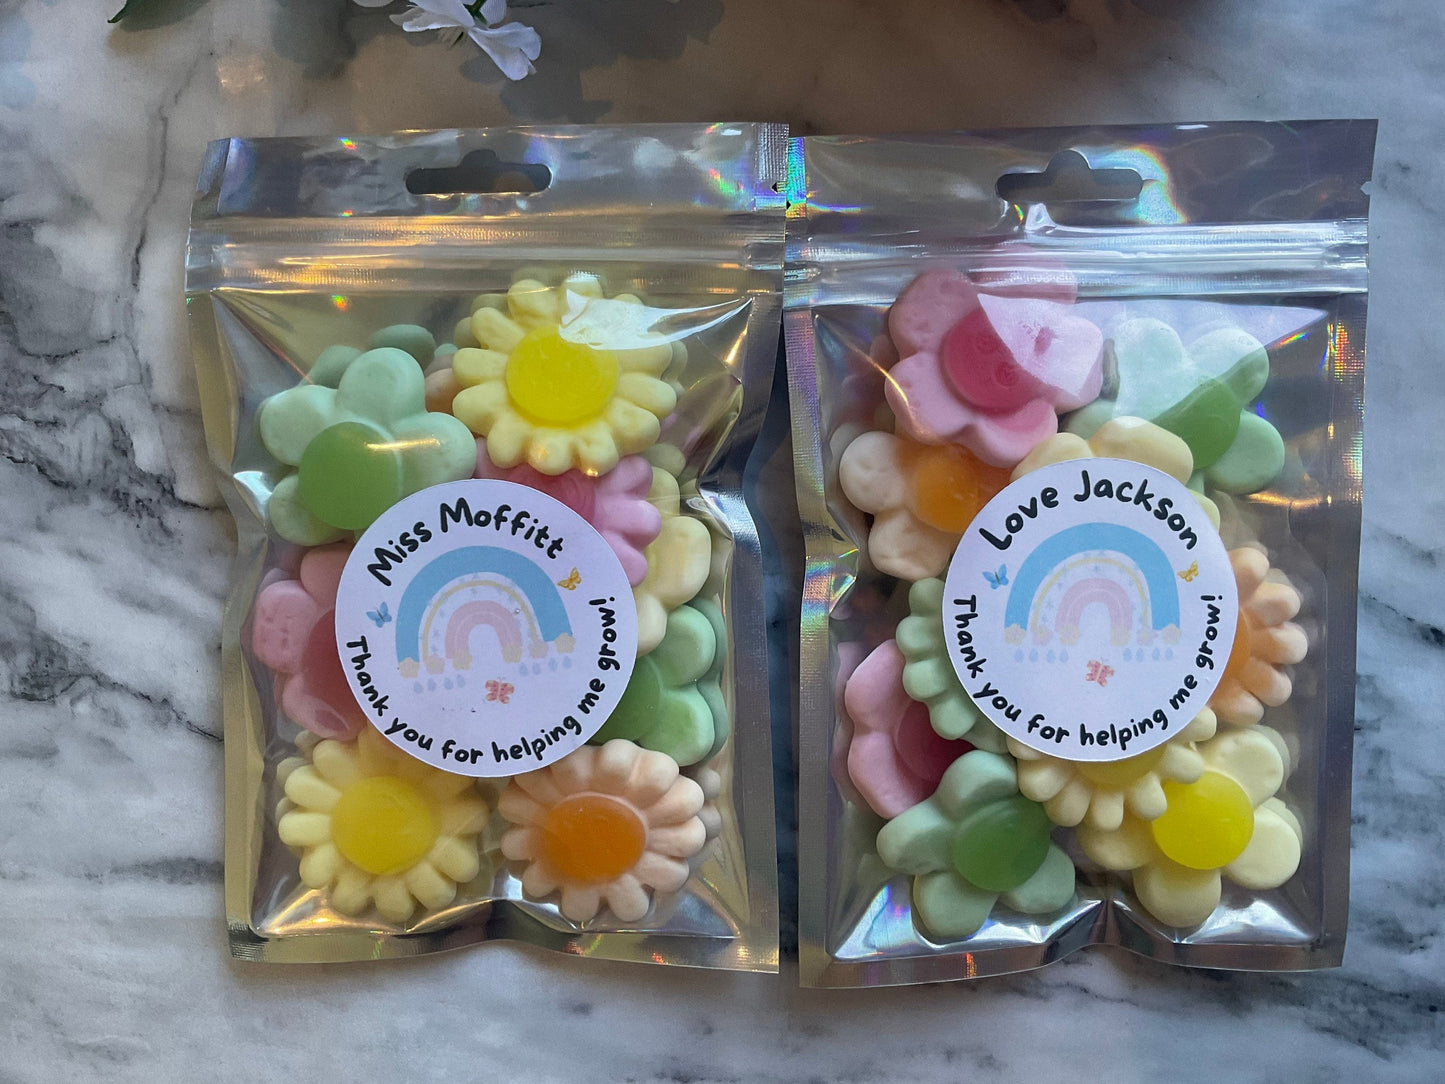 Miss Moffitt
Thank you for helping me grow!
Love Jackson
Thank you for helping me grow!